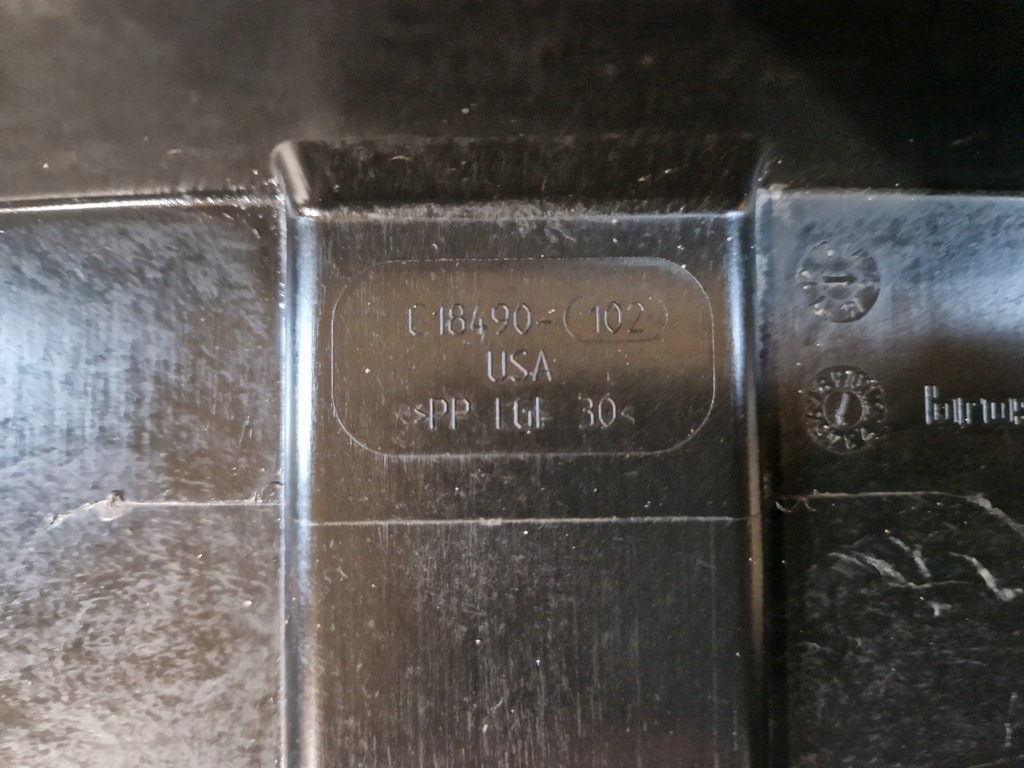 C18490-102
USA
>PP LGF 30<